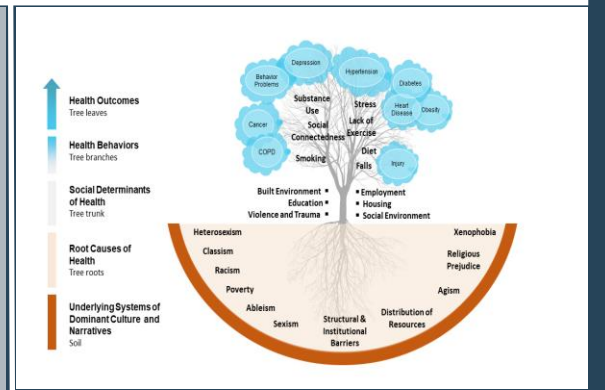 Health Outcomes
Tree leaves
Health Behaviors
Tree branches
Social Determinants
of Health
Tree trunk
Root Causes of
Health
Tree roots
Underlying Systems of
Dominant Culture and
Narratives
Soil
Depression
Hypertension
Behavior
Problems
Diabetes
Cancer
Heart
Disease
Obesity
COPD
Injury
Substance
Use
Social
Connectedness
Smoking
Stress
Lack of
Exercise
Diet
Falls
Built Environment ▪
Education ▪
Violence and Trauma ▪
▪ Employment
▪ Housing
▪ Social Environment
Heterosexism
Classism
Racism
Poverty
Ableism
Sexism
Structural &
Institutional
Barriers
Distribution of
Resources
Agism
Religious
Prejudice
Xenophobia